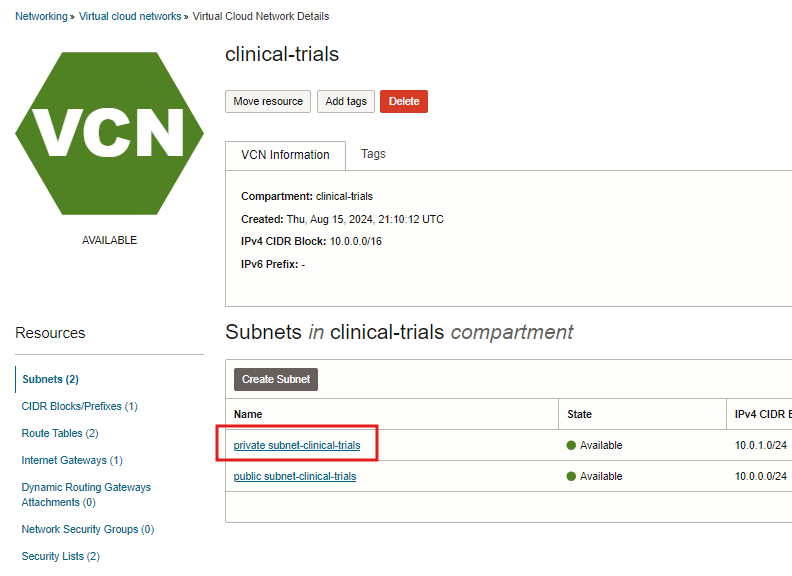 Networking » Virtual cloud networks » Virtual Cloud Network Details
VCN
AVAILABLE
clinical-trials
Move resource
Add tags
Delete
VCN Information
Tags
Compartment: clinical-trials
Created: Thu, Aug 15, 2024, 21:10:12 UTC
IPv4 CIDR Block: 10.0.0.0/16
IPv6 Prefix: -
Resources
Subnets (2)
CIDR Blocks/Prefixes (1)
Route Tables (2)
Internet Gateways (1)
Dynamic Routing Gateways
Attachments (0)
Network Security Groups (0)
Security Lists (2)
Subnets in clinical-trials compartment
Create Subnet
Name State IPv4 CIDR
private subnet-clinical-trials Available 10.0.1.0/24
public subnet-clinical-trials Available 10.0.0.0/24